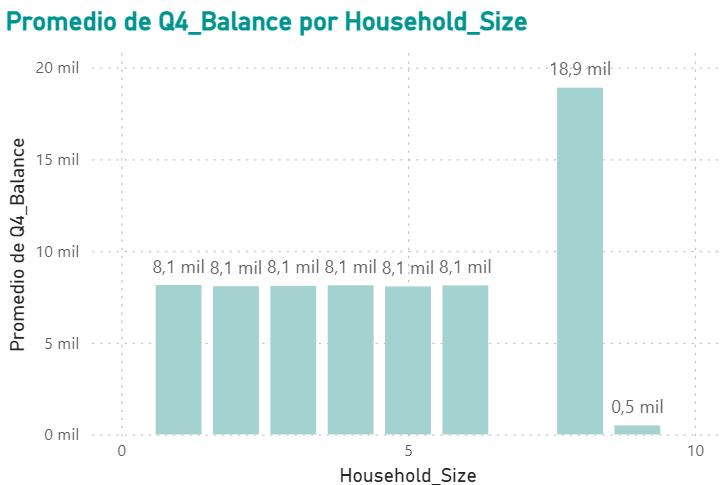 Promedio de Q4_Balance por Household_Size
20 mil
15 mil
10 mil
5 mil
0 mil
Promedio de Q4_Balance
8,1 mil
8,1 mil
8,1 mil
8,1 mil
8,1 mil
8,1 mil
18,9 mil
0,5 mil
0
5
10
Household_Size